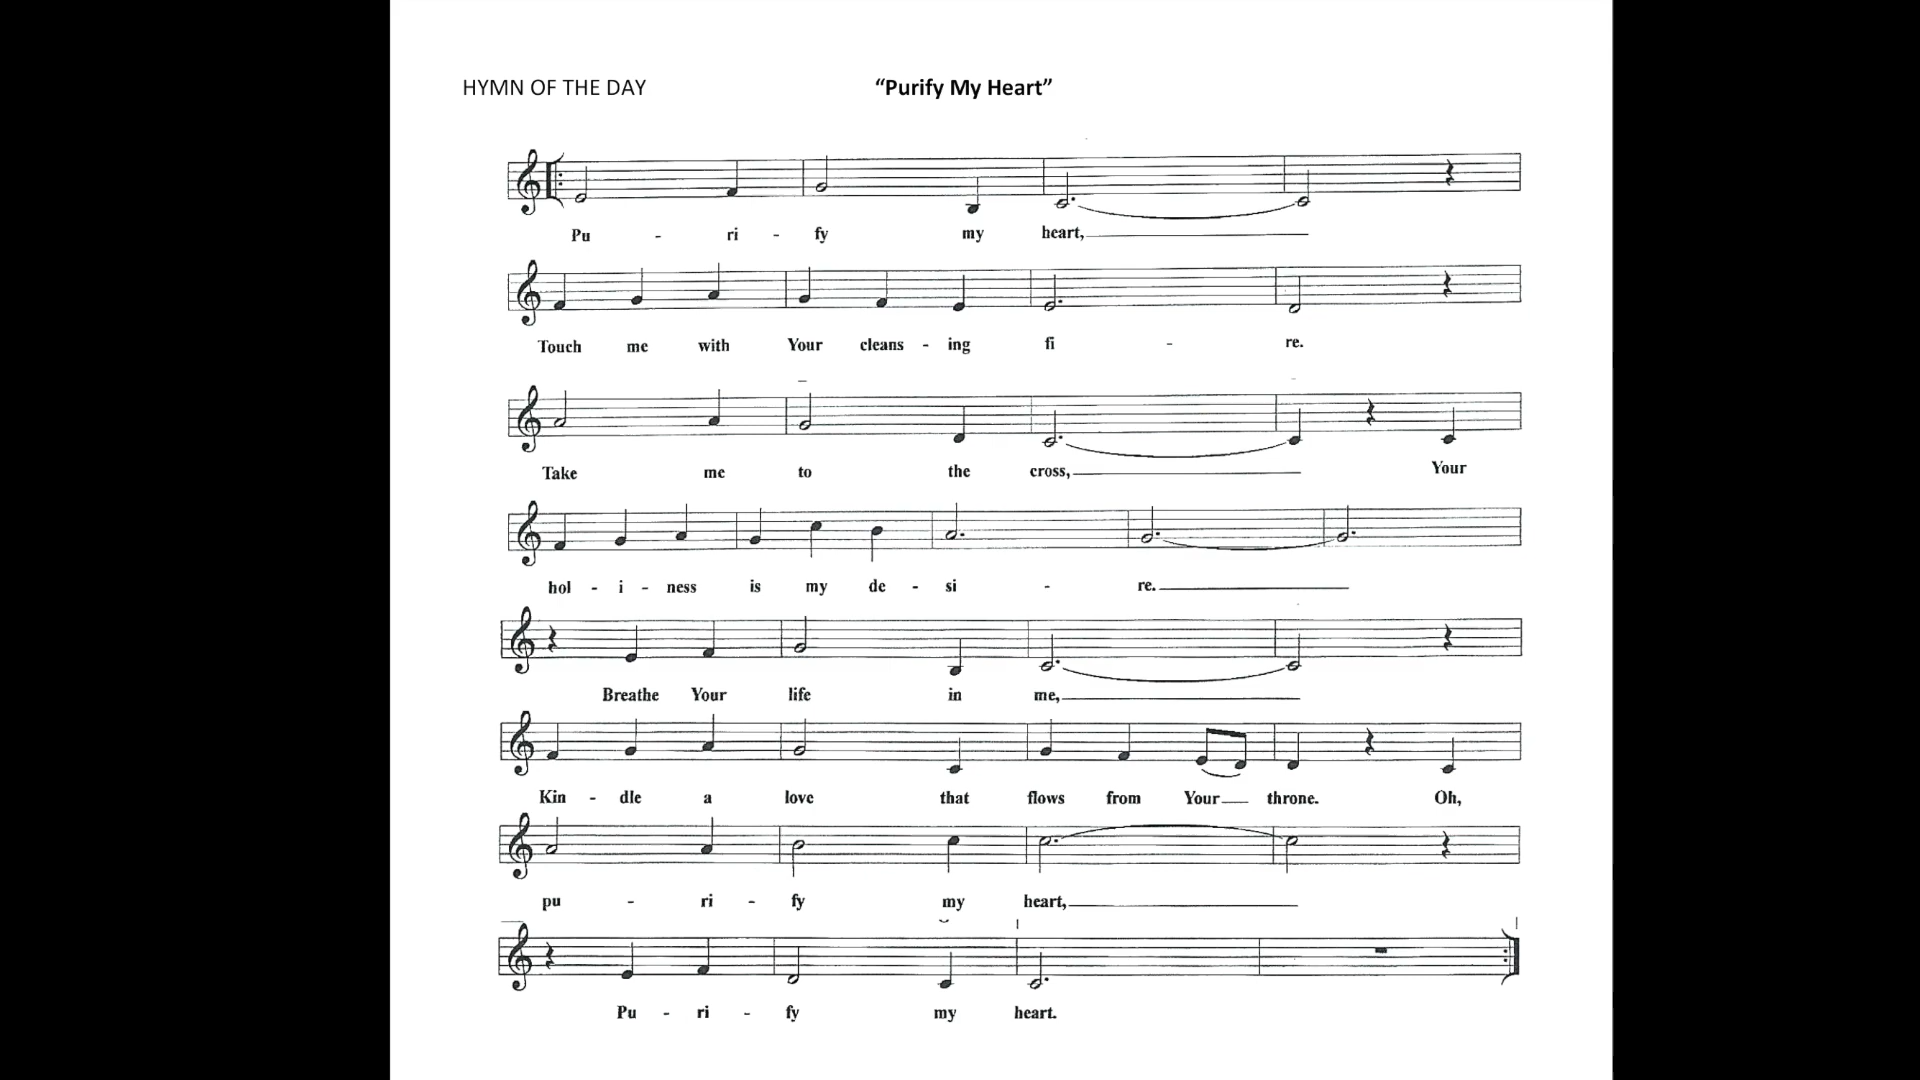 HYMN OF THE DAY “Purify My Heart”
Pu - ri - fy my heart,
Touch me with Your cleans - ing fi - re.
Take me to the cross, Your
hol - i - ness is my de - si - re.
Breathe Your life in me,
Kin - dle a love that flows from Your throne. Oh,
pu - ri - fy my heart,
Pu - ri - fy my heart.